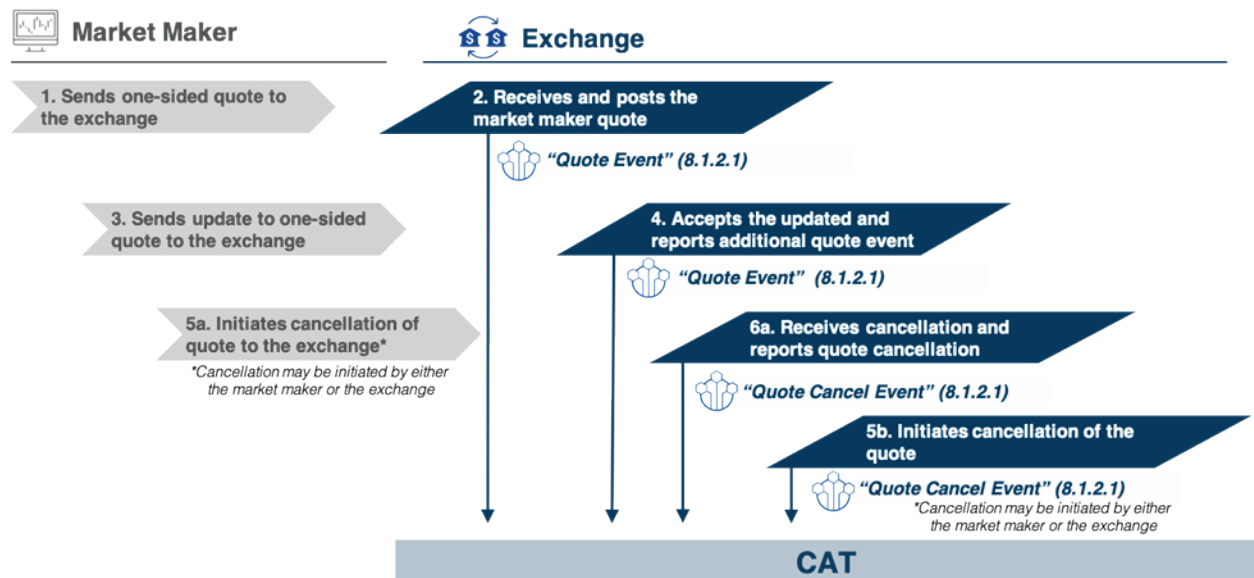 Market Maker
Exchange
1. Sends one-sided quote to
the exchange
2. Receives and posts the
market maker quote
“Quote Event” (8.1.2.1)
3. Sends update to one-sided
quote to the exchange
4. Accepts the updated and
reports additional quote event
“Quote Event” (8.1.2.1)
5a. Initiates cancellation of
quote to the exchange*
*Cancellation may be initiated by either
the market maker or the exchange
6a. Receives cancellation and
reports quote cancellation
“Quote Cancel Event” (8.1.2.1)
5b. Initiates cancellation of the
quote
“Quote Cancel Event” (8.1.2.1)
*Cancellation may be initiated by either
the market maker or the exchange
CAT